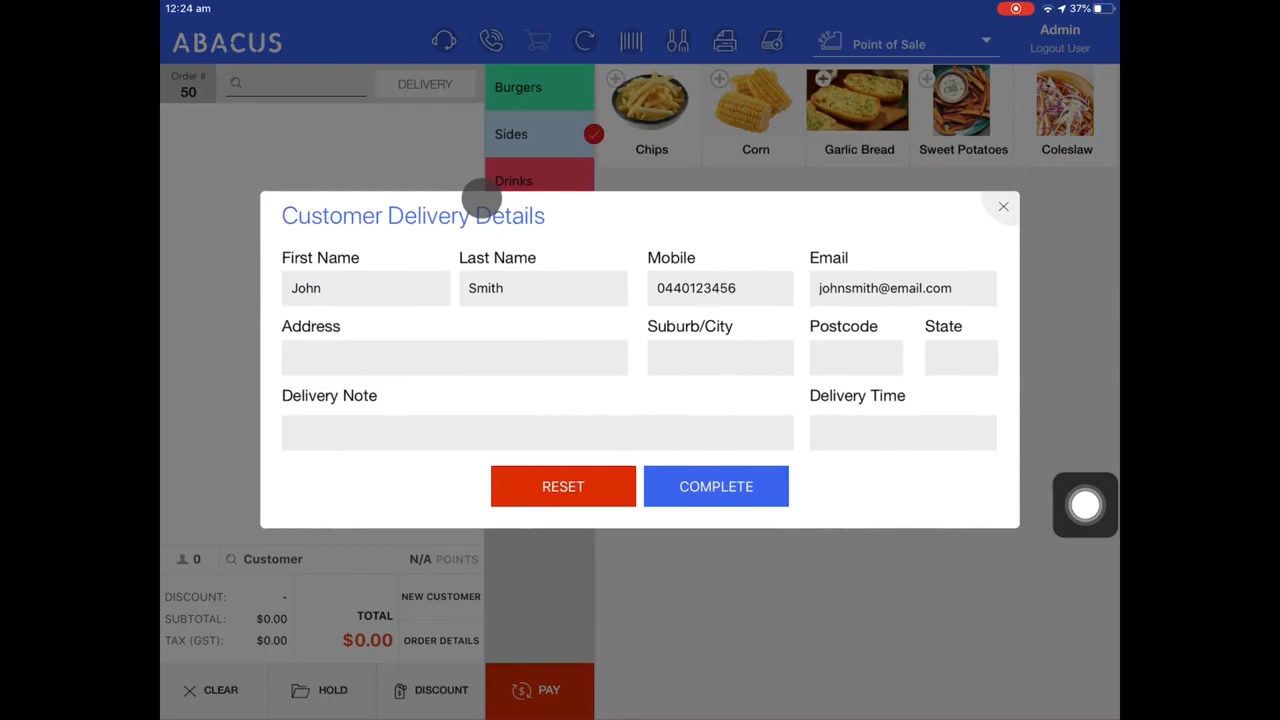 12:24 am
37%
ABACUS
Point of Sale
Admin
Logout User
Order #
50
DELIVERY
Burgers
Sides
Drinks
Chips
Corn
Garlic Bread
Sweet Potatoes
Coleslaw
Customer Delivery Details
First Name
Last Name
Mobile
Email
John
Smith
0440123456
johnsmith@email.com
Address
Suburb/City
Postcode
State
Delivery Note
Delivery Time
RESET
COMPLETE
0
Customer
N/A POINTS
DISCOUNT: -
SUBTOTAL: $0.00
TAX (GST): $0.00
TOTAL
$0.00
NEW CUSTOMER
ORDER DETAILS
CLEAR
HOLD
DISCOUNT
PAY